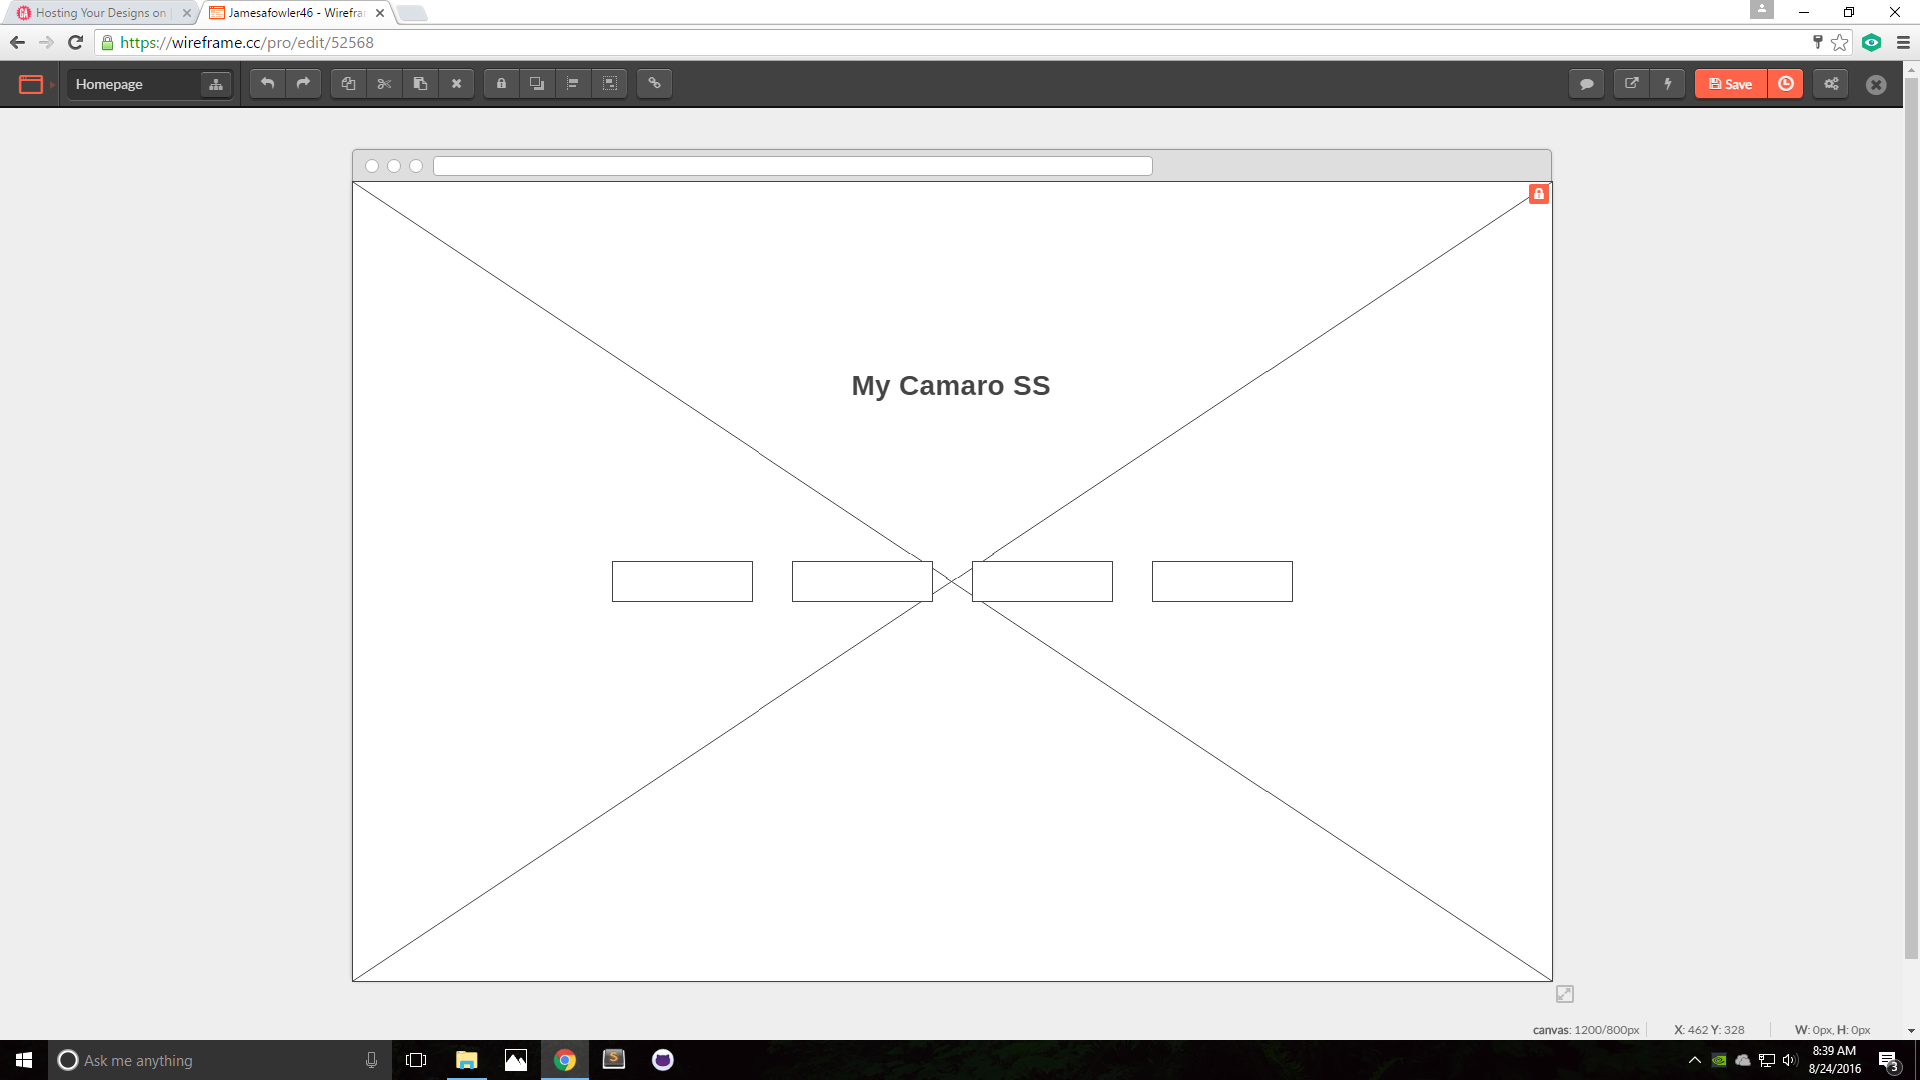 Hosting Your Designs on
Jamesafowler46 - Wirefra
https://wireframe.cc/pro/edit/52568
Homepage
Save
My Camaro SS
canvas: 1200/800px
X: 462 Y: 328
W: 0px, H: 0px
Ask me anything
S
8:39 AM
8/24/2016
3